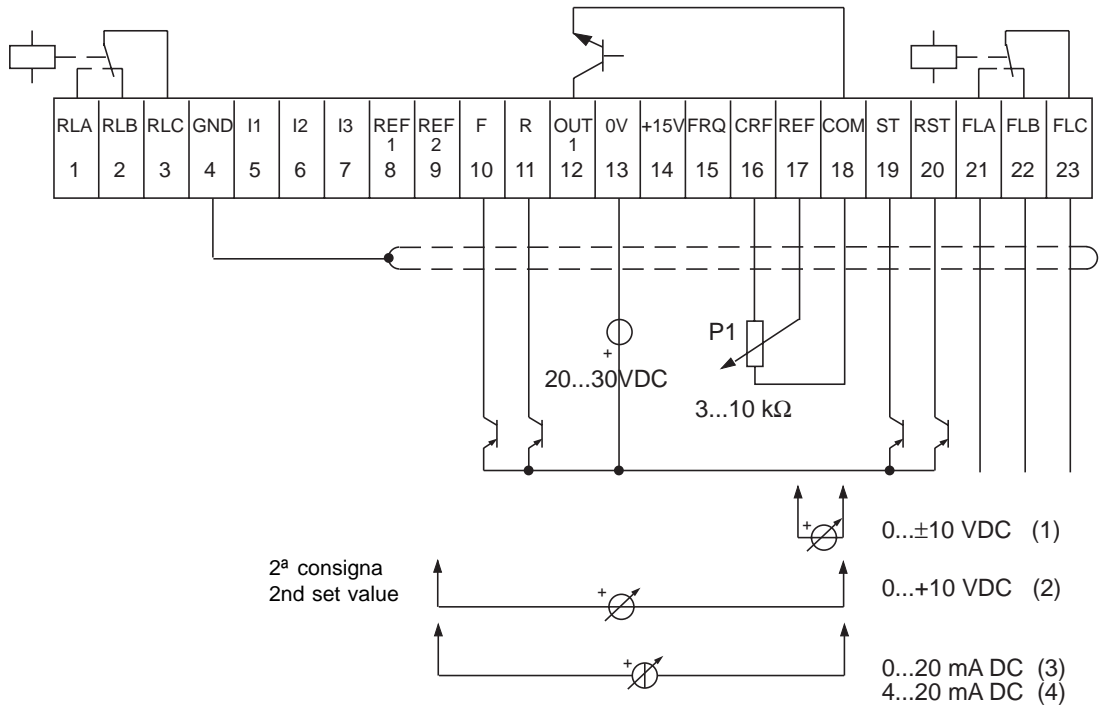 RLA RLB RLC GND I1 I2 I3 REF 1 REF 2 F R OUT 1 0V +15V FRQ CRF REF COM ST RST FLA FLB FLC
1 2 3 4 5 6 7 8 9 10 11 12 13 14 15 16 17 18 19 20 21 22 23
P1
+
20...30VDC
3...10 kΩ
+
0...±10 VDC (1)
2ª consigna
2nd set value
+
0...+10 VDC (2)
+
0...20 mA DC (3)
4...20 mA DC (4)